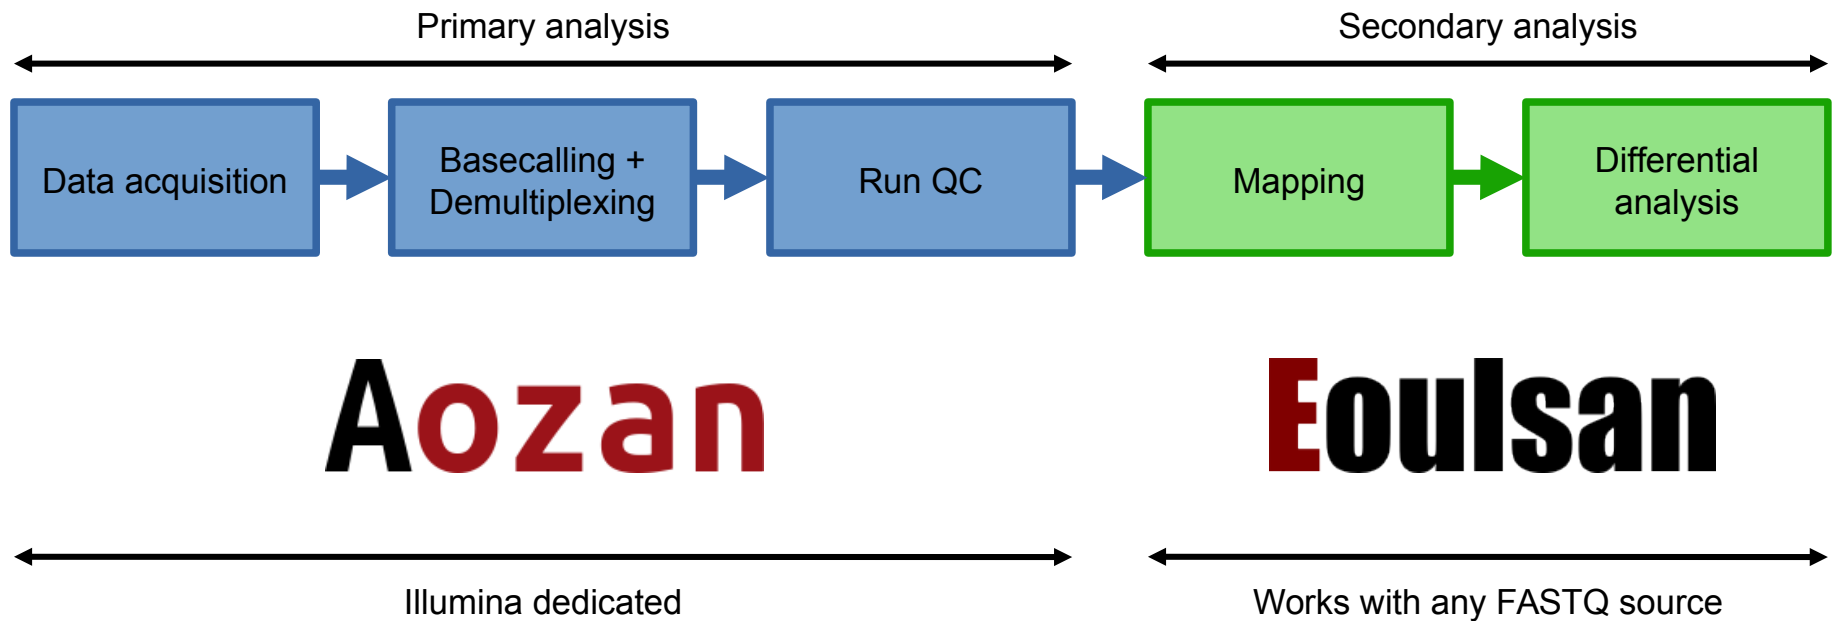 Primary analysis
Secondary analysis
Data acquisition
Basecalling +
Demultiplexing
Run QC
Mapping
Differential
analysis
Aozan
Eoulsan
Illumina dedicated
Works with any FASTQ source